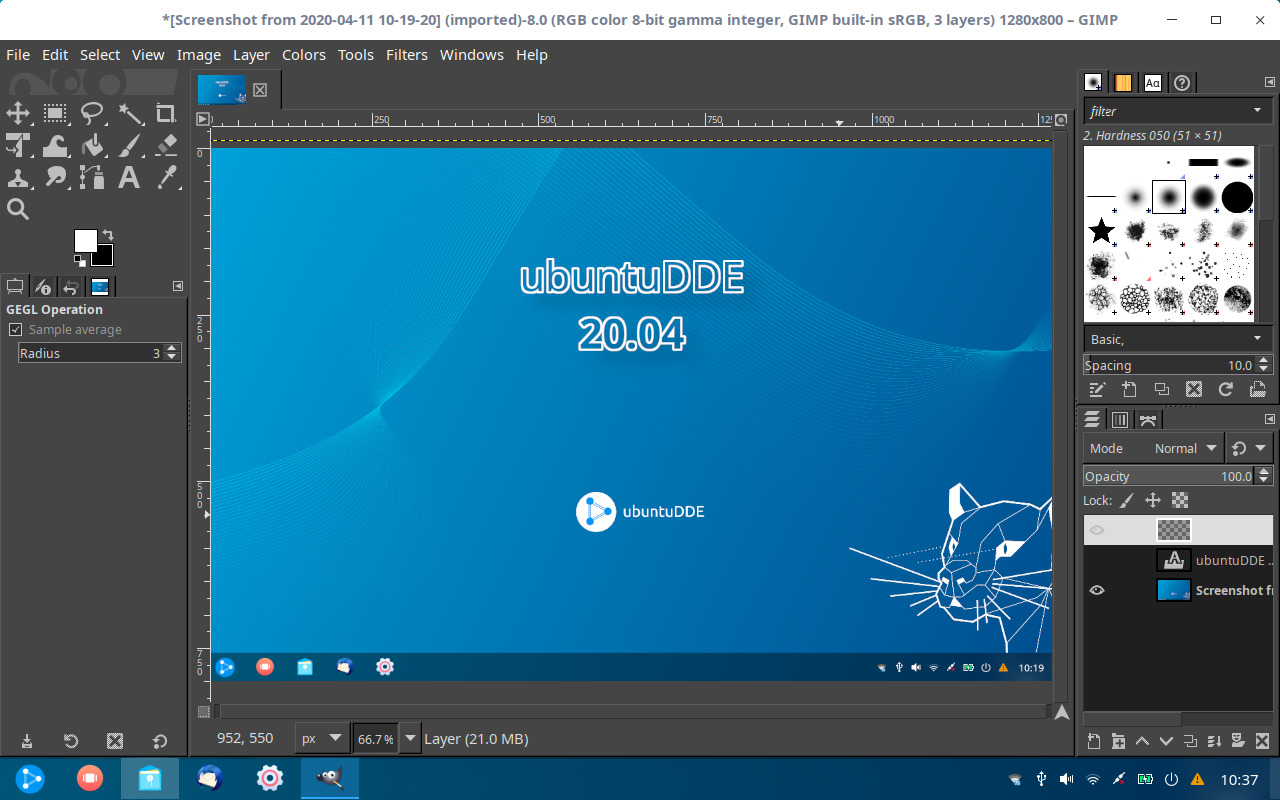 *[Screenshot from 2020-04-11 10-19-20] (imported)-8.0 (RGB color 8-bit gamma integer, GIMP built-in sRGB, 3 layers) 1280x800 – GIMP
File Edit Select View Image Layer Colors Tools Filters Windows Help
filter
2. Hardness 050 (51 × 51)
250 500 750 1000
0
250
500
750
GEGL Operation
Sample average
Radius 3
ubuntuDDE
20.04
ubuntuDDE
10:19
Basic,
Spacing 10.0
Mode Normal
Opacity 100.0
Lock:
ubuntuDDE ..
Screenshot fr
952, 550 px 66.7 % Layer (21.0 MB)
10:37